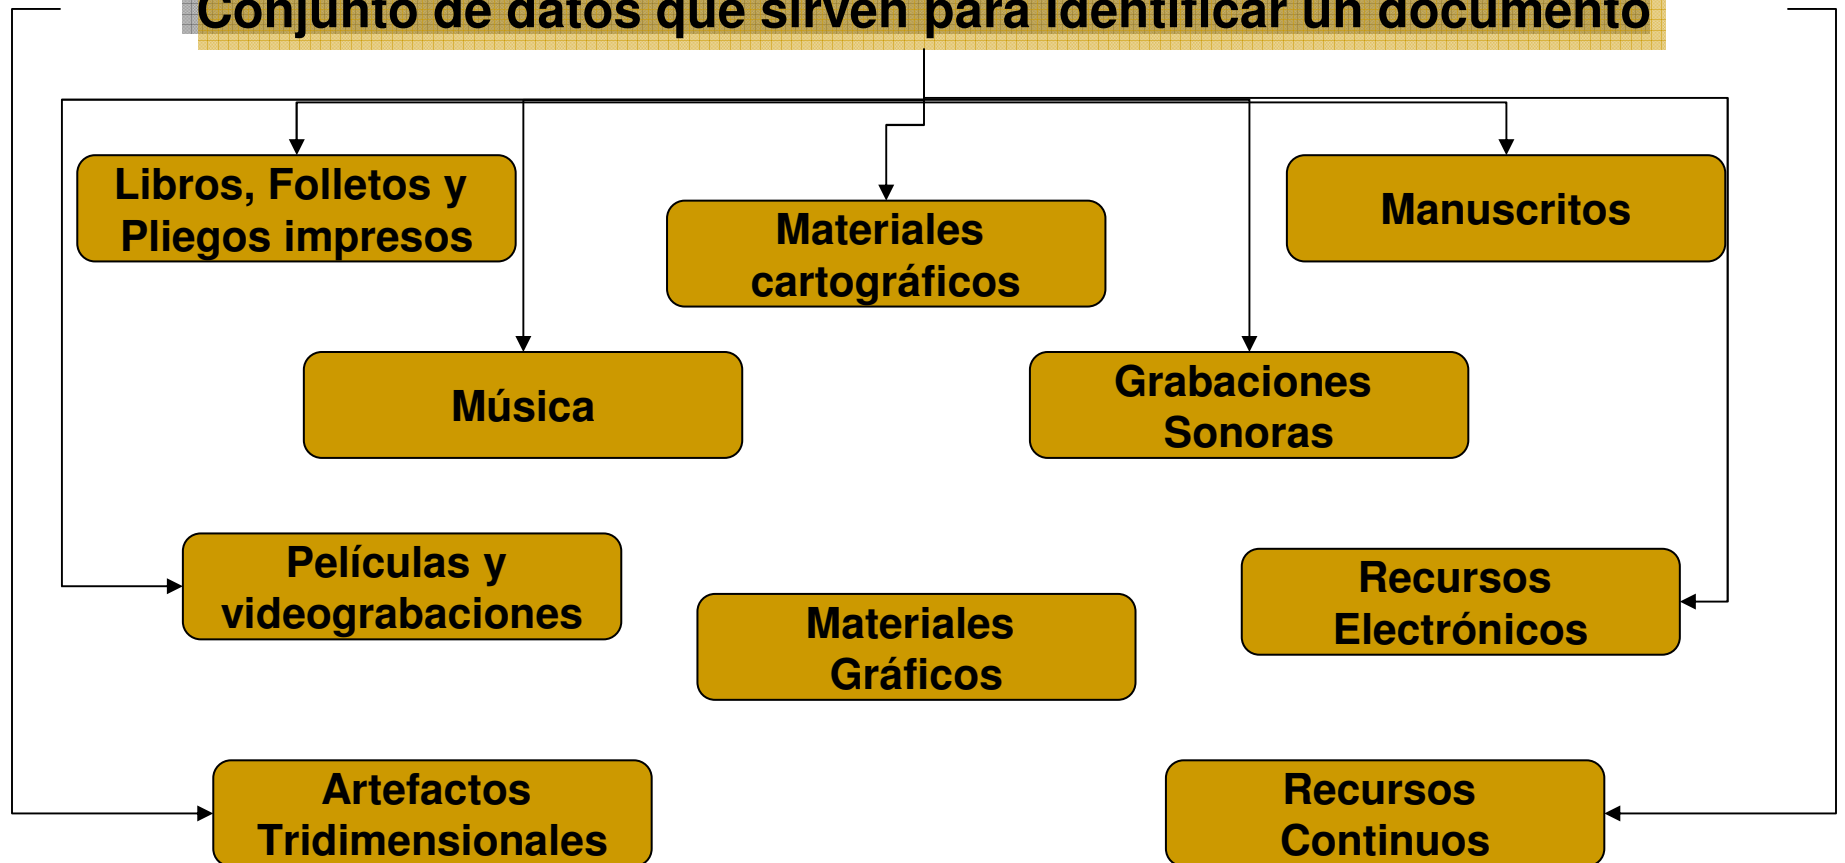 Conjunto de datos que sirven para identificar un documento
Libros, Folletos y
Pliegos impresos
Materiales
cartográficos
Manuscritos
Música
Grabaciones
Sonoras
Películas y
videograbaciones
Materiales
Gráficos
Recursos
Electrónicos
Artefactos
Tridimensionales
Recursos
Continuos